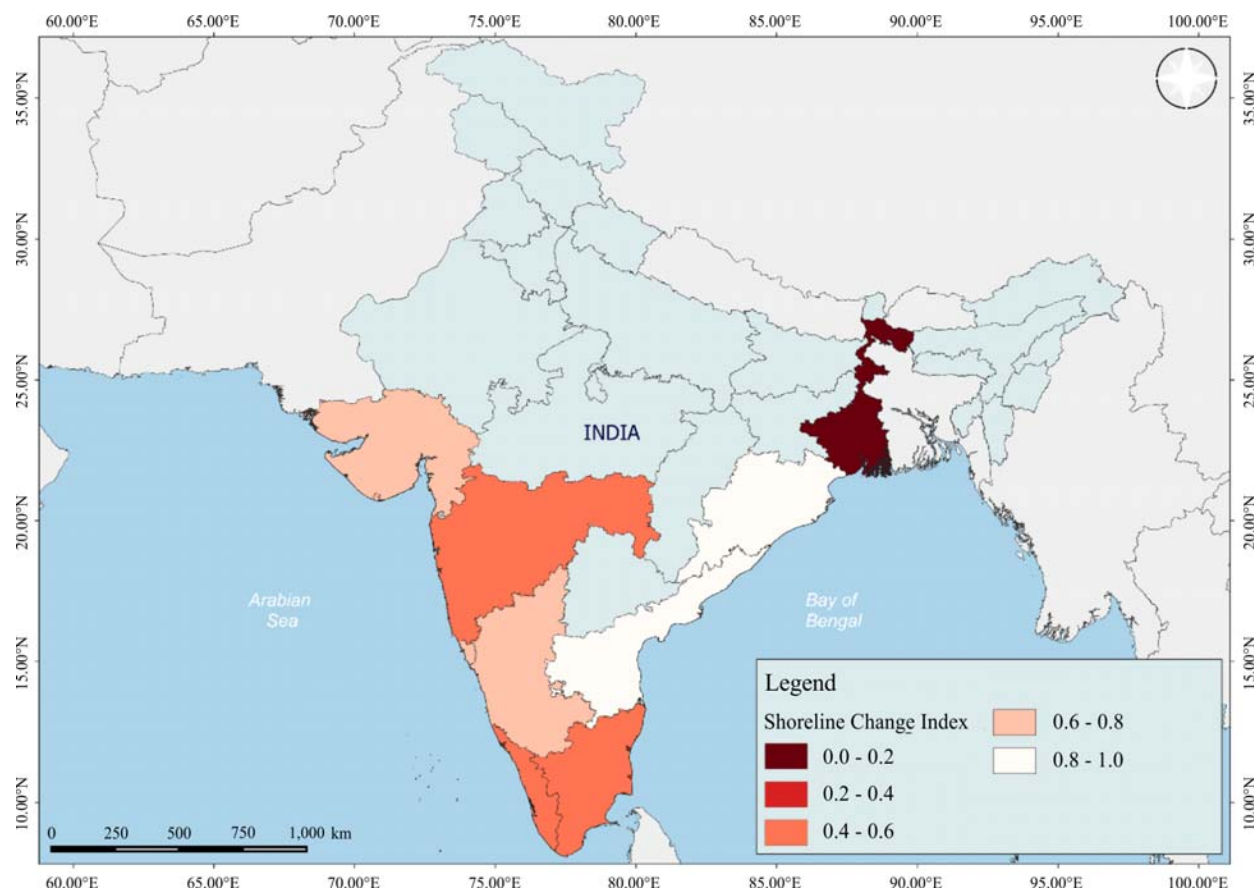 60.00°E 65.00°E 70.00°E 75.00°E 80.00°E 85.00°E 90.00°E 95.00°E 100.00°E
35.00°N
35.00°N
30.00°N
30.00°N
25.00°N
25.00°N
INDIA
20.00°N
20.00°N
Arabian
Sea
Bay of
Bengal
15.00°N
15.00°N
10.00°N
10.00°N
Legend
Shoreline Change Index
0.0 - 0.2
0.2 - 0.4
0.4 - 0.6
0.6 - 0.8
0.8 - 1.0
0 250 500 750 1,000 km
60.00°E 65.00°E 70.00°E 75.00°E 80.00°E 85.00°E 90.00°E 95.00°E 100.00°E